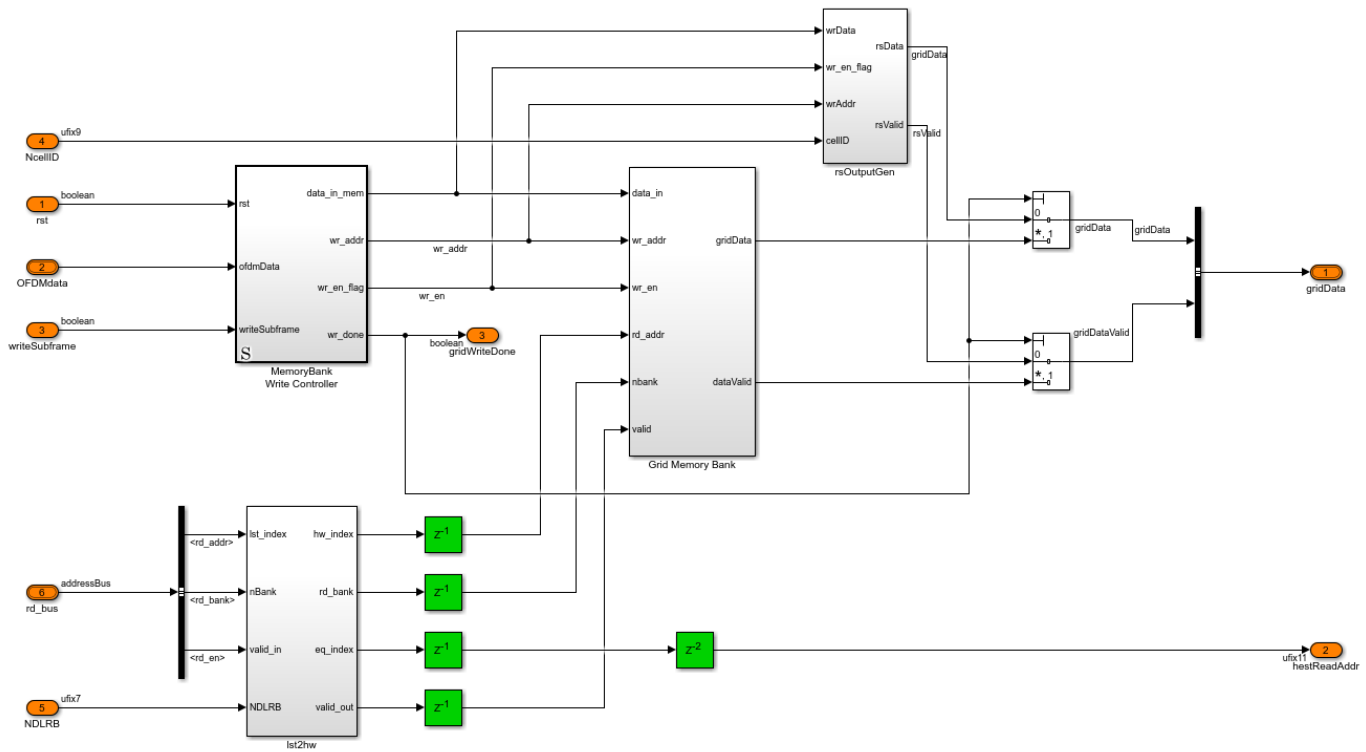 wrData
rsData
gridData
wr_en_flag
wrAddr
rsValid
rsValid
cellID
rsOutputGen
ufix9
4
NcellID
boolean
1
rst
2
OFDMdata
boolean
3
writeSubframe
rst
data_in_mem
wr_addr
wr_addr
ofdmData
wr_en_flag
wr_en
writeSubframe
wr_done
S
MemoryBank
Write Controller
boolean
3
gridWriteDone
data_in
wr_addr
gridData
wr_en
rd_addr
nbank
dataValid
valid
Grid Memory Bank
0
*, 1
gridData
gridData
0
*, 1
gridDataValid
1
gridData
addressBus
6
rd_bus
<rd_addr>
<rd_bank>
<rd_en>
ufix7
5
NDLRB
lst_index
hw_index
nBank
rd_bank
valid_in
eq_index
NDLRB
valid_out
lst2hw
z-1
z-1
z-1
z-1
z-2
ufix11
2
hestReadAddr